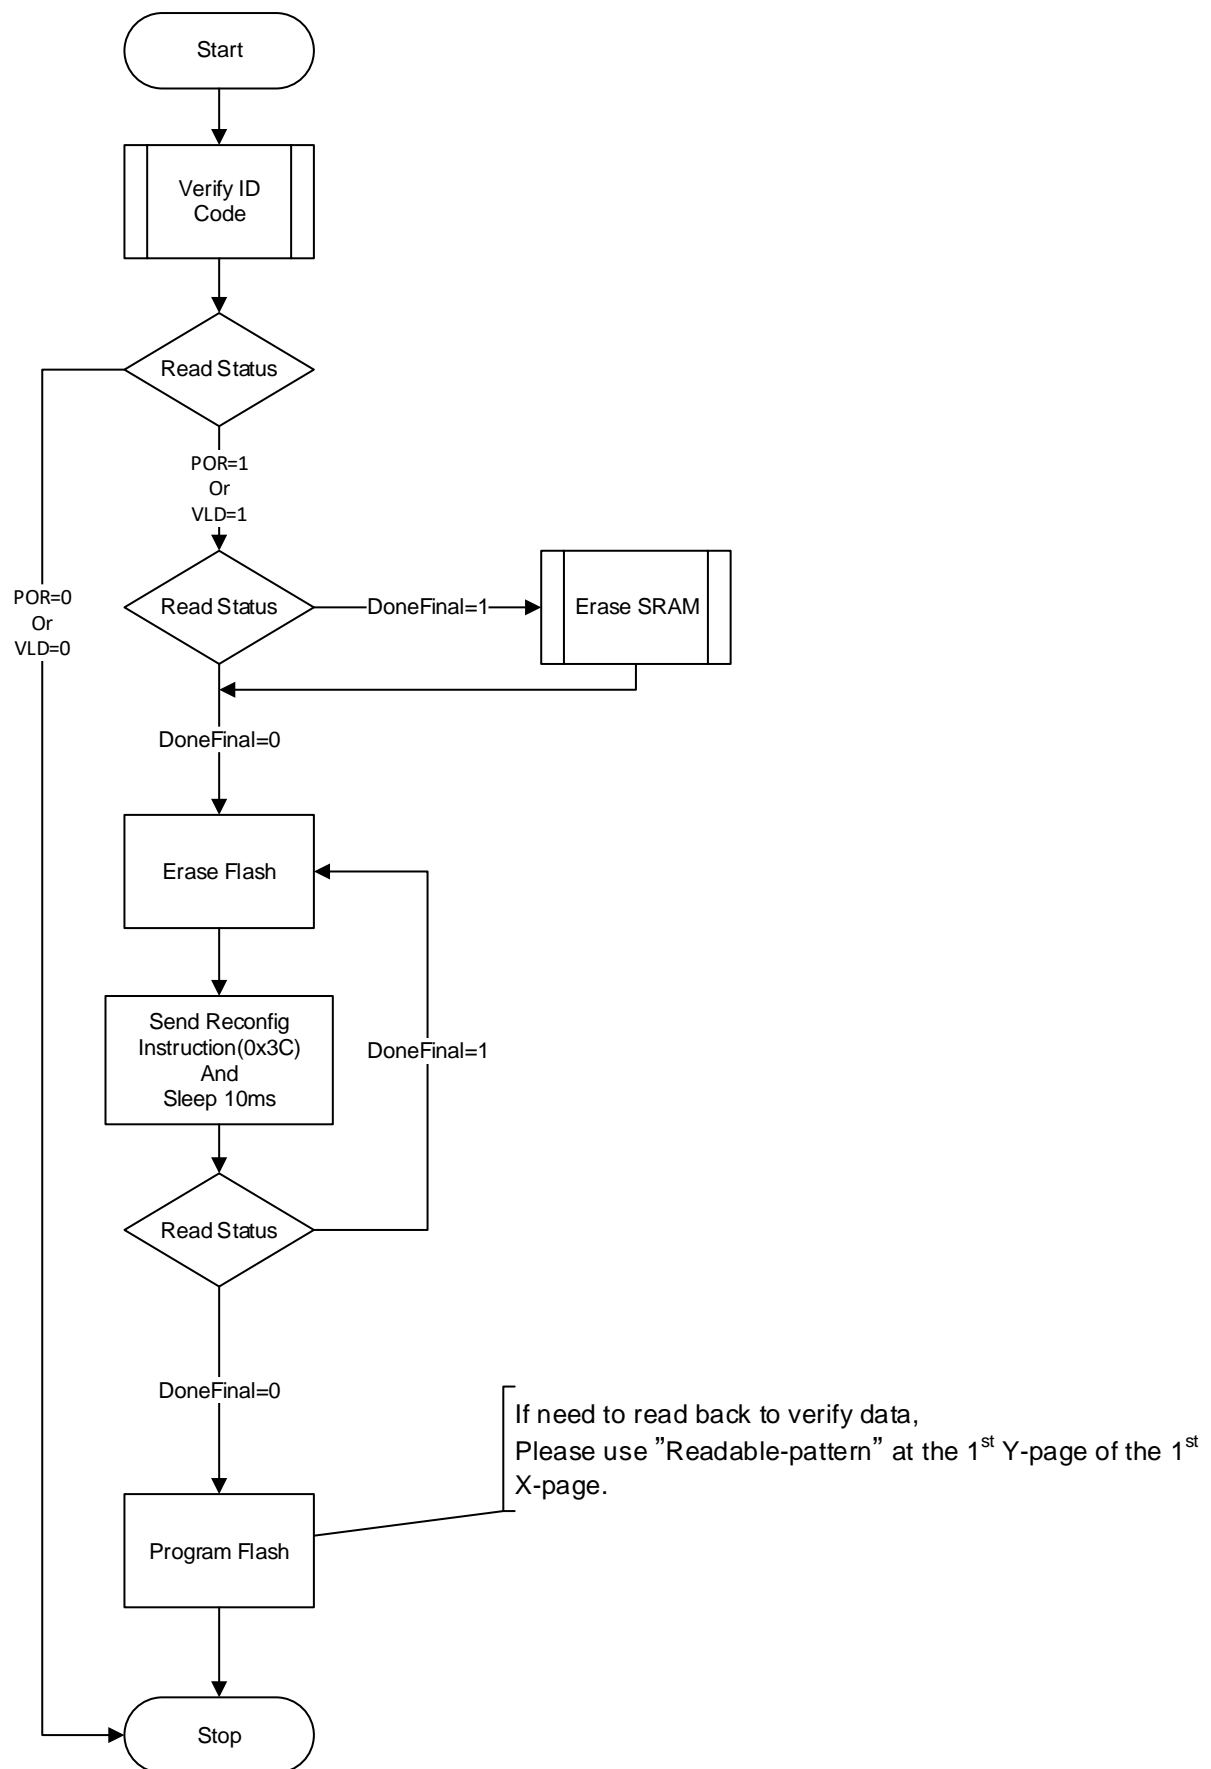 Start
Verify ID
Code
Read Status
POR=1
Or
VLD=1
POR=0
Or
VLD=0
Read Status
DoneFinal=1
Erase SRAM
DoneFinal=0
Erase Flash
Send Reconfig
Instruction(0x3C)
And
Sleep 10ms
DoneFinal=1
Read Status
DoneFinal=0
If need to read back to verify data,
Please use ”Readable-pattern” at the 1st Y-page of the 1st
X-page.
Program Flash
Stop